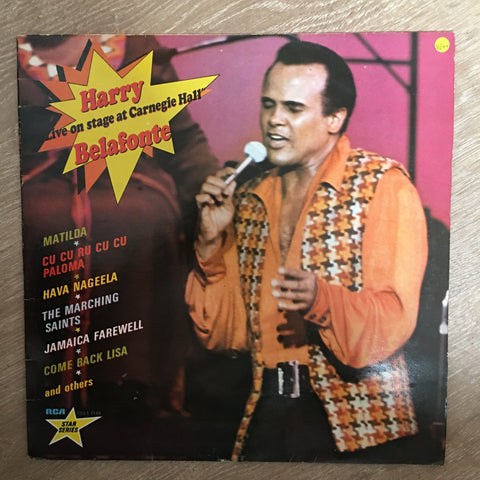 Harry
"Live on stage at Carnegie Hall"
Belafonte
MATILDA
CU CU RU CU CU
PALOMA
HAVA NAGEELA
THE MARCHING
SAINTS
JAMAICA FAREWELL
COME BACK LISA
and others
RCA
STAR
SERIES